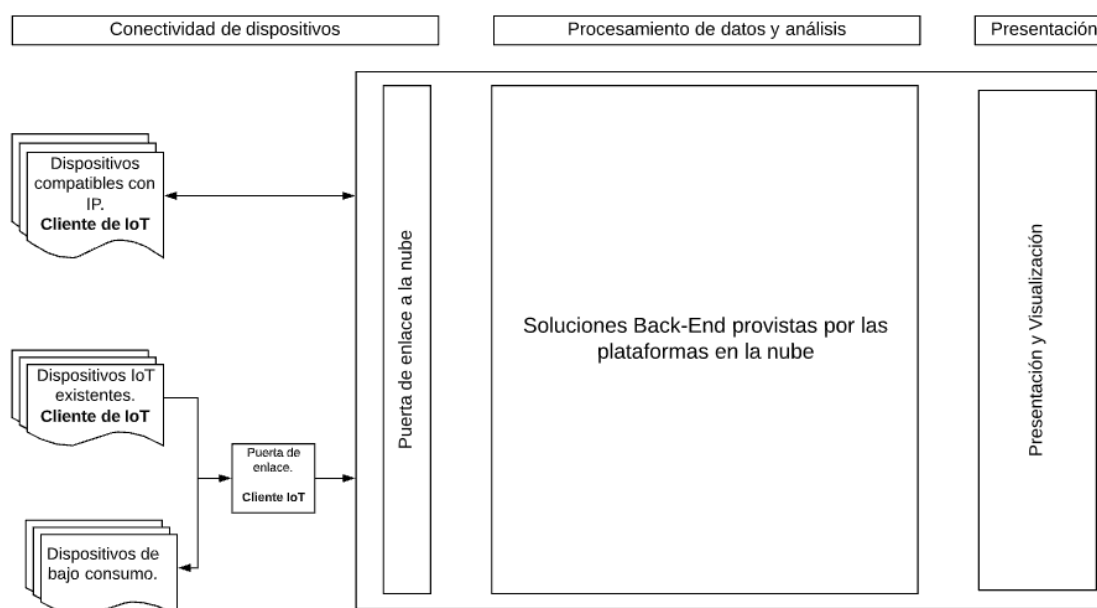 Conectividad de dispositivos
Procesamiento de datos y análisis
Presentación
Dispositivos
compatibles con
IP.
Cliente de IoT
Dispositivos IoT
existentes.
Cliente de IoT
Puerta de
enlace.
Cliente IoT
Dispositivos de
bajo consumo.
Puerta de enlace a la nube
Soluciones Back-End provistas por las
plataformas en la nube
Presentación y Visualización